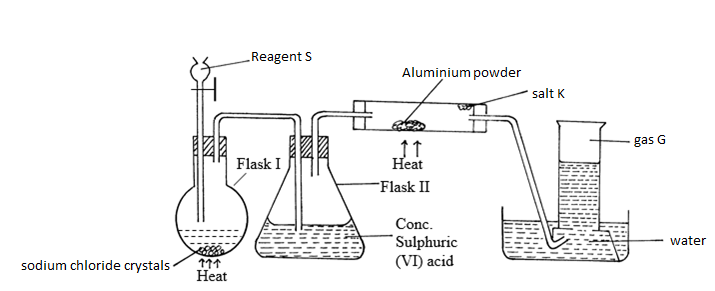 Reagent S
Aluminium powder
salt K
gas G
Flask I
Heat
Flask II
Conc.
Sulphuric
(VI) acid
water
sodium chloride crystals
Heat